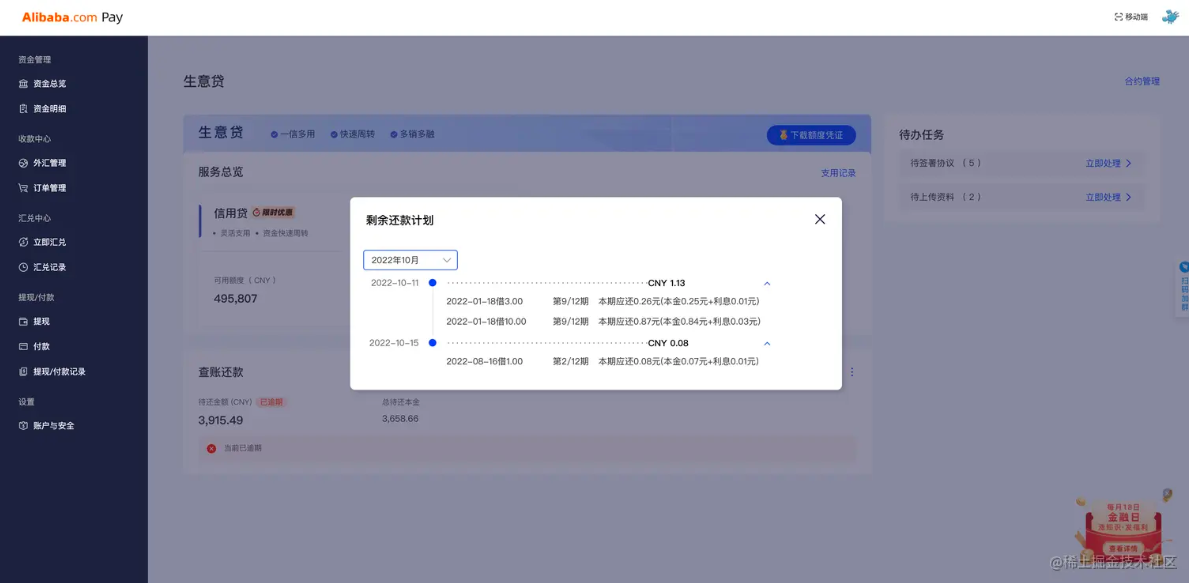 Alibaba.com Pay
移动端
资金管理
资金总览
资金明细
收款中心
外汇管理
订单管理
汇兑中心
立即汇兑
汇兑记录
提现/付款
提现
付款
提现/付款记录
设置
账户与安全
生意贷
合约管理
生意贷
一信多用
快速周转
多销多融
下载额度凭证
服务总览
支用记录
信用贷
限时优惠
• 灵活支用 • 资金快速周转
可用额度（CNY）
495,807
待办任务
待签署协议 （5）
立即处理
待上传资料 （2）
立即处理
剩余还款计划
2022年10月
2022-10-11 CNY 1.13
2022-01-18借3.00 第9/12期 本期应还0.26元(本金0.25元+利息0.01元)
2022-01-18借10.00 第9/12期 本期应还0.87元(本金0.84元+利息0.03元)
2022-10-15 CNY 0.08
2022-08-16借1.00 第2/12期 本期应还0.08元(本金0.07元+利息0.01元)
查账还款
待还金额 (CNY) 已逾期
3,915.49
总待还本金
3,658.66
当前已逾期
扫码加群
每月18日
金融日
查看详情
@稀土掘金技术社区